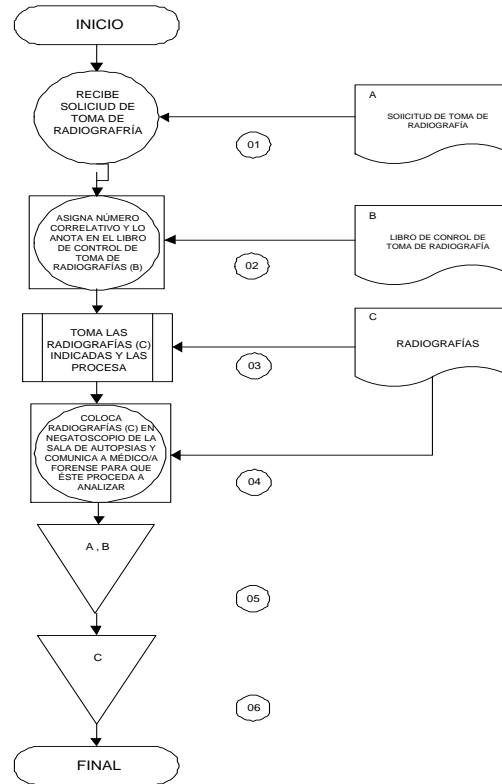 INICIO
RECIBE
SOLICIUD DE
TOMA DE
RADIOGRAFRÍA
A
SOIICITUD DE TOMA DE
RADIOGRAFÍA
01
ASIGNA NÚMERO
CORRELATIVO Y LO
ANOTA EN EL LIBRO
DE CONTROL DE
TOMA DE
RADIOGRAFÍAS (B)
B
LIBRO DE CONROL DE
TOMA DE RADIOGRAFÍA
02
TOMA LAS
RADIOGRAFÍAS (C)
INDICADAS Y LAS
PROCESA
C
RADIOGRAFÍAS
03
COLOCA
RADIOGRAFÍAS (C) EN
NEGATOSCOPIO DE LA
SALA DE AUTOPSIAS Y
COMUNICA A MÉDICO/A
FORENSE PARA QUE
ÉSTE PROCEDA A
ANALIZAR
04
A , B
05
C
06
FINAL